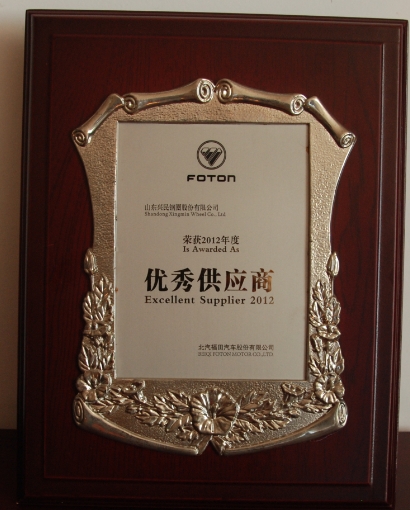 FOTON
山东兴民钢圈股份有限公司
Shandong Xingmin Wheel Co., Ltd
荣获2012年度
Is Awarded As
优秀供应商
Excellent Supplier 2012
北汽福田汽车股份有限公司
BEIQI FOTON MOTOR CO.,LTD